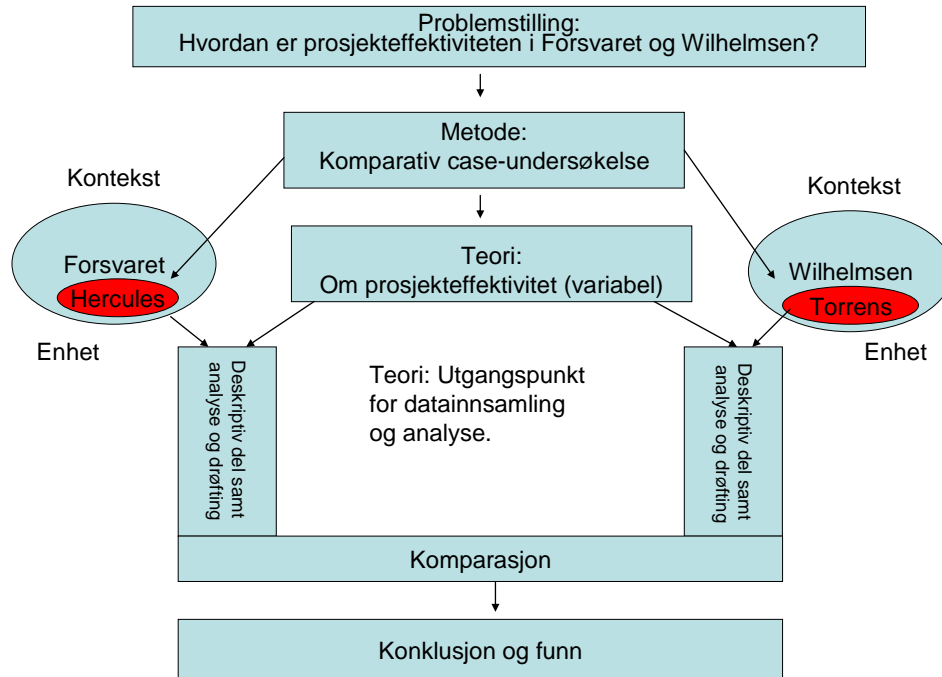 Problemstilling:
Hvordan er prosjekteffektiviteten i Forsvaret og Wilhelmsen?
Metode:
Komparativ case-undersøkelse
Kontekst
Forsvaret
Hercules
Enhet
Kontekst
Wilhelmsen
Torrens
Enhet
Teori:
Om prosjekteffektivitet (variabel)
Deskriptiv del samt
analyse og drøfting
Teori: Utgangspunkt
for datainnsamling
og analyse.
Deskriptiv del samt
analyse og drøfting
Komparasjon
Konklusjon og funn